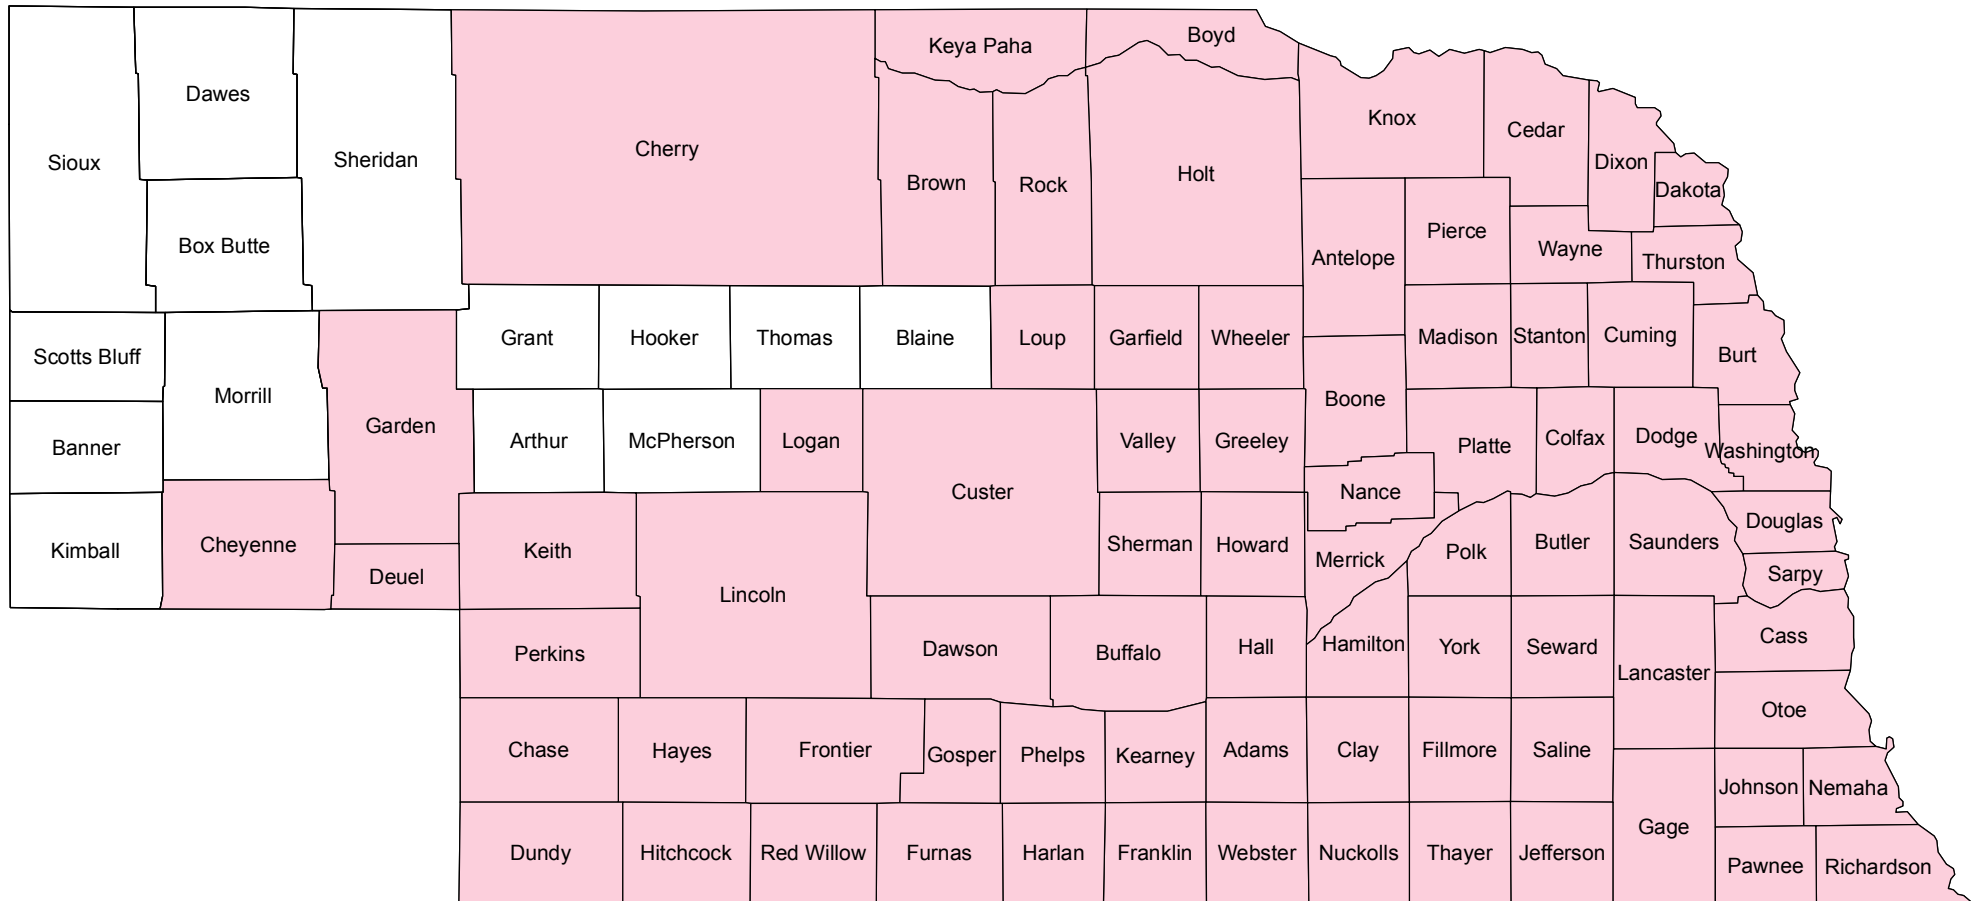 Keya Paha
Boyd
Dawes
Knox
Cedar
Sioux
Sheridan
Cherry
Dixon
Brown
Rock
Holt
Dakota
Box Butte
Pierce
Wayne
Antelope
Thurston
Scotts Bluff
Grant
Hooker
Thomas
Blaine
Loup
Garfield
Wheeler
Madison
Stanton
Cuming
Burt
Morrill
Garden
Boone
Banner
Arthur
McPherson
Logan
Valley
Greeley
Platte
Colfax
Dodge
Washington
Custer
Nance
Kimball
Cheyenne
Keith
Sherman
Howard
Merrick
Polk
Butler
Saunders
Douglas
Deuel
Lincoln
Sarpy
Perkins
Dawson
Buffalo
Hall
Hamilton
York
Seward
Lancaster
Cass
Otoe
Chase
Hayes
Frontier
Gosper
Phelps
Kearney
Adams
Clay
Fillmore
Saline
Johnson
Nemaha
Gage
Dundy
Hitchcock
Red Willow
Furnas
Harlan
Franklin
Webster
Nuckolls
Thayer
Jefferson
Pawnee
Richardson